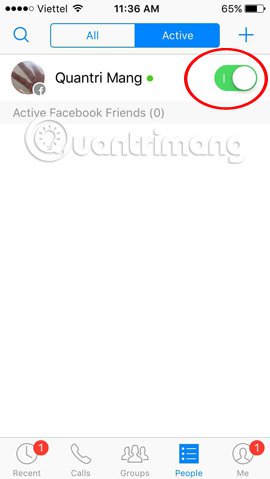 Viettel 11:36 AM 65%
All Active
Quantri Mang
Active Facebook Friends (0)
Quantrimang
1 1
Recent Calls Groups People Me